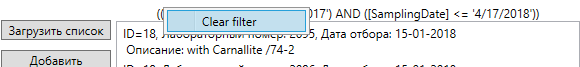 ((
Clear filter
017') AND ([SamplingDate] <= '4/17/2018'))
Загрузить список
ID=18, Лабораторный номер: 2095, Дата отбора: 15-01-2018
Описание: with Carnallite /74-2
Добавить